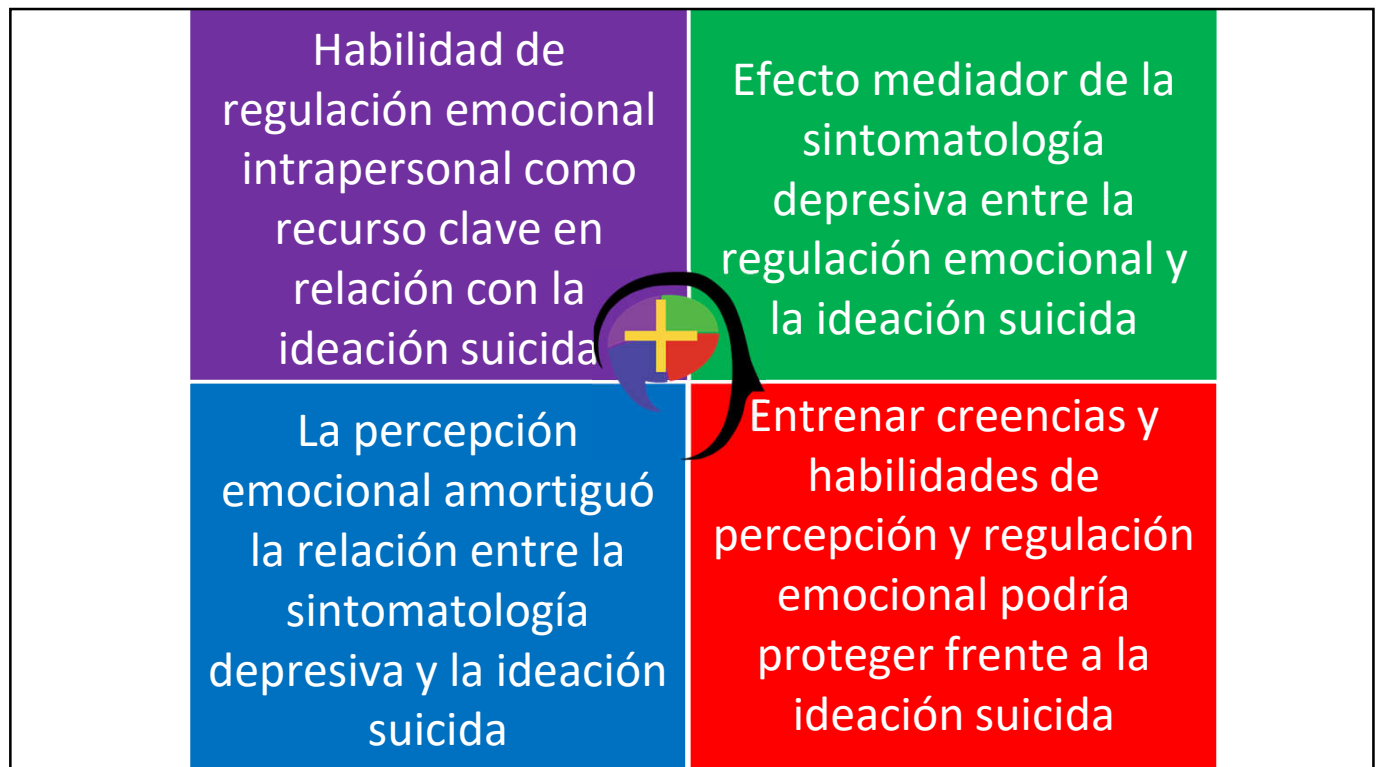 Habilidad de
regulación emocional
intrapersonal como
recurso clave en
relación con la
ideación suicida
Efecto mediador de la
sintomatología
depresiva entre la
regulación emocional y
la ideación suicida
La percepción
emocional amortiguó
la relación entre la
sintomatología
depresiva y la ideación
suicida
Entrenar creencias y
habilidades de
percepción y regulación
emocional podría
proteger frente a la
ideación suicida